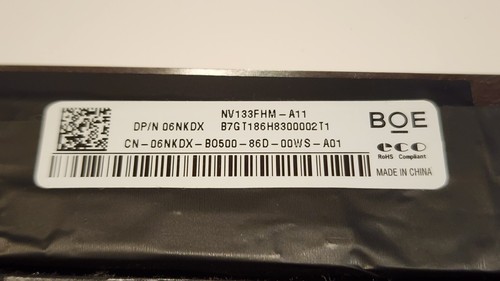 NV133FHM-A11
DP/N 06NKDX B7GT186H8300002T1
CN-06NKDX-BO500-86D-00WS-A01
BOE
eco
RoHS Compliant
MADE IN CHINA